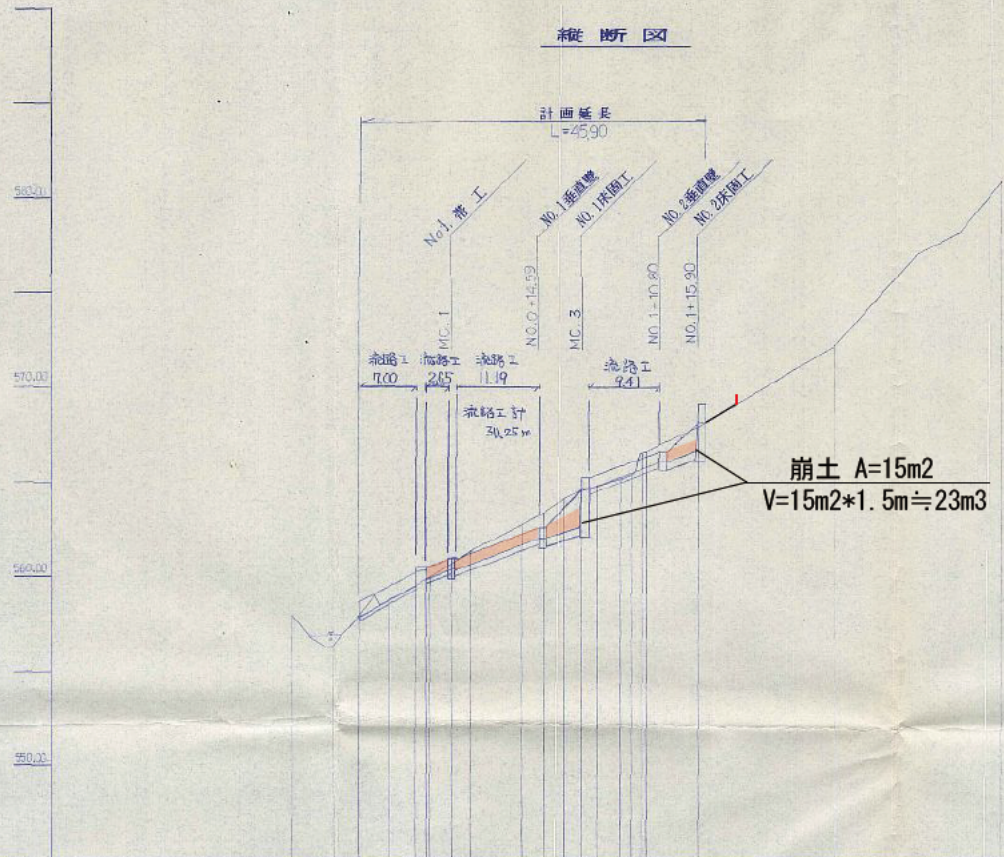 縦断図
計画延長
L=45.90
580.00
No.1. 帯工
NO.1垂直壁
NO.1床固工
NO.2垂直壁
NO.2床固工
MC.1
NO.0+14.59
MC.3
NO.1+10.80
NO.1+15.90
流路工
7.00
流路工
2.65
流路工
11.19
流路工
9.41
570.00
流路工計
30.25m
崩土 A=15m2
V=15m2*1.5m≒23m3
560.00
550.00